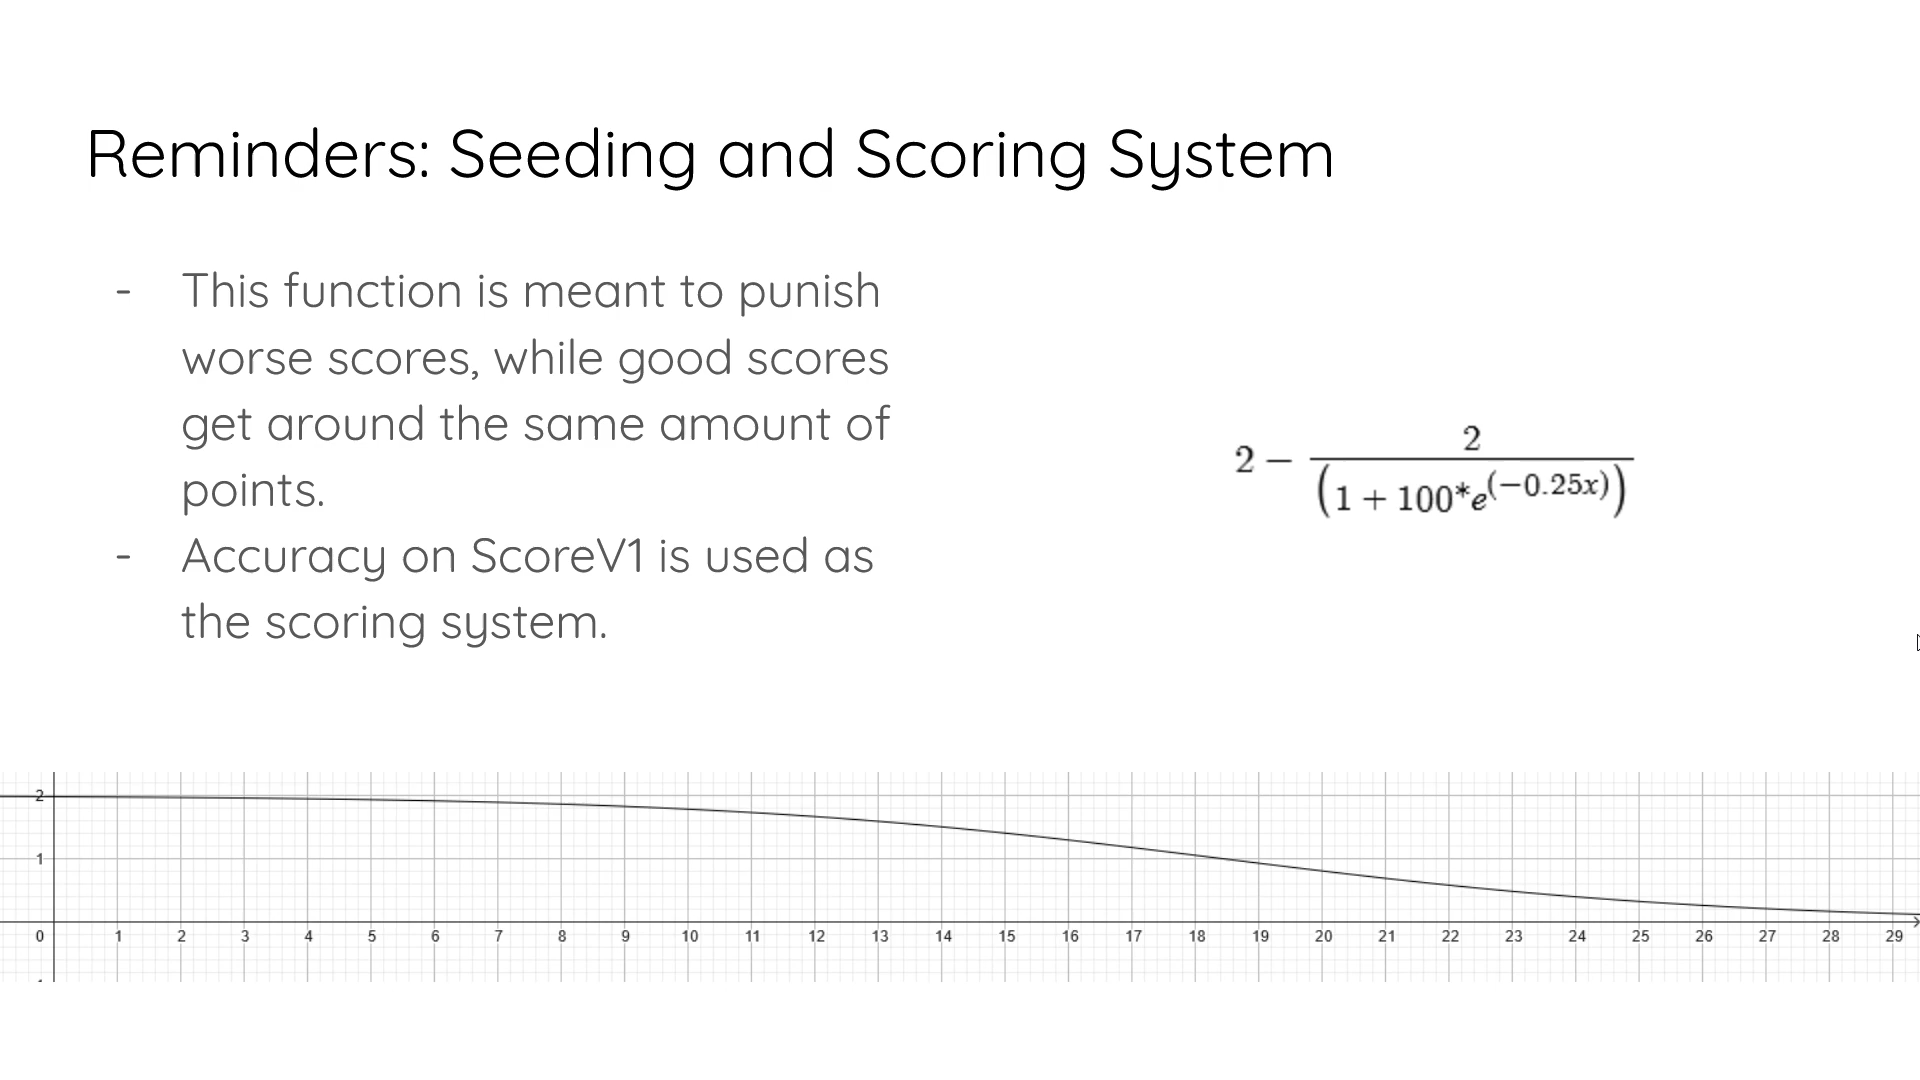 Reminders: Seeding and Scoring System
- This function is meant to punish
worse scores, while good scores
get around the same amount of
points.
- Accuracy on ScoreV1 is used as
the scoring system.
2 − 2 / (1 + 100*e^(−0.25x))
2
1
0 1 2 3 4 5 6 7 8 9 10 11 12 13 14 15 16 17 18 19 20 21 22 23 24 25 26 27 28 29